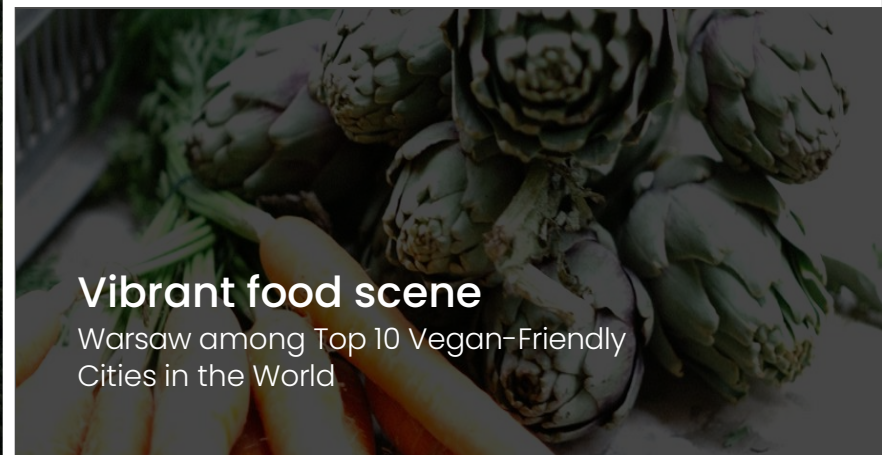 Vibrant food scene
Warsaw among Top 10 Vegan-Friendly
Cities in the World